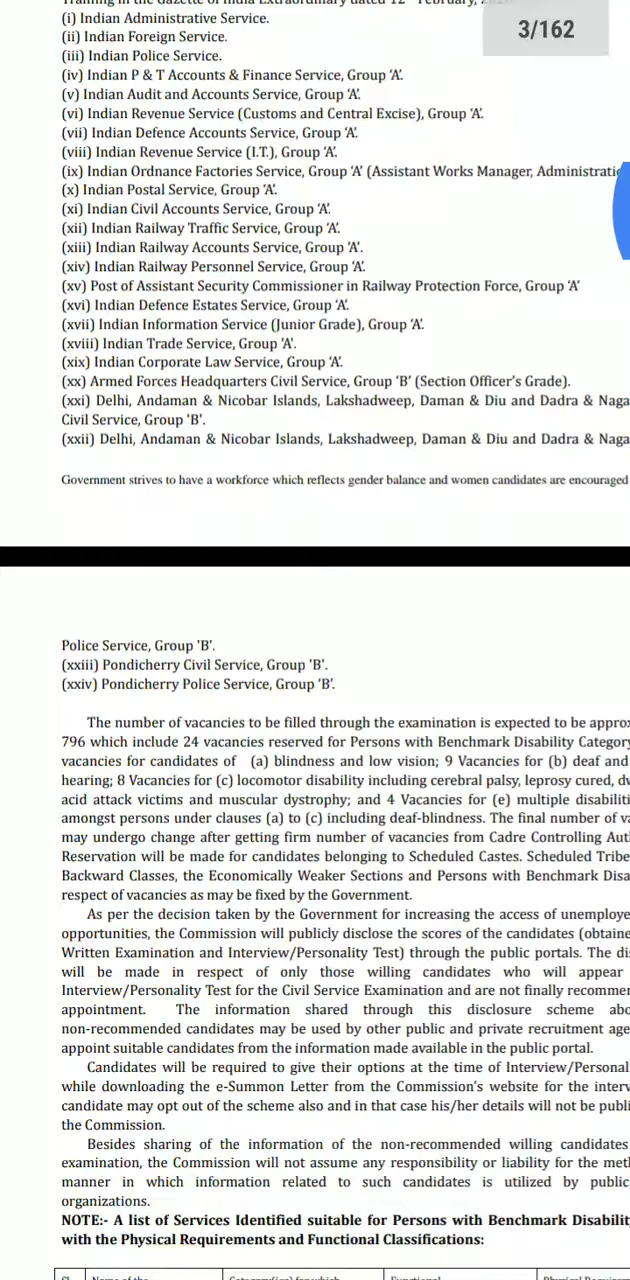 Training in the Gazette of India Extraordinary dated 12th February,
3/162
(i) Indian Administrative Service.
(ii) Indian Foreign Service.
(iii) Indian Police Service.
(iv) Indian P & T Accounts & Finance Service, Group ‘A’.
(v) Indian Audit and Accounts Service, Group ‘A’.
(vi) Indian Revenue Service (Customs and Central Excise), Group ‘A’.
(vii) Indian Defence Accounts Service, Group ‘A’.
(viii) Indian Revenue Service (I.T.), Group ‘A’.
(ix) Indian Ordnance Factories Service, Group ‘A’ (Assistant Works Manager, Administratio
(x) Indian Postal Service, Group ‘A’.
(xi) Indian Civil Accounts Service, Group ‘A’.
(xii) Indian Railway Traffic Service, Group ‘A’.
(xiii) Indian Railway Accounts Service, Group 'A'.
(xiv) Indian Railway Personnel Service, Group ‘A’.
(xv) Post of Assistant Security Commissioner in Railway Protection Force, Group ‘A’
(xvi) Indian Defence Estates Service, Group ‘A’.
(xvii) Indian Information Service (Junior Grade), Group ‘A’.
(xviii) Indian Trade Service, Group 'A'.
(xix) Indian Corporate Law Service, Group ‘A’.
(xx) Armed Forces Headquarters Civil Service, Group ‘B’ (Section Officer’s Grade).
(xxi) Delhi, Andaman & Nicobar Islands, Lakshadweep, Daman & Diu and Dadra & Naga
Civil Service, Group 'B'.
(xxii) Delhi, Andaman & Nicobar Islands, Lakshadweep, Daman & Diu and Dadra & Naga
Government strives to have a workforce which reflects gender balance and women candidates are encouraged
Police Service, Group 'B'.
(xxiii) Pondicherry Civil Service, Group 'B'.
(xxiv) Pondicherry Police Service, Group ‘B’.
The number of vacancies to be filled through the examination is expected to be appro
796 which include 24 vacancies reserved for Persons with Benchmark Disability Category
vacancies for candidates of (a) blindness and low vision; 9 Vacancies for (b) deaf and
hearing; 8 Vacancies for (c) locomotor disability including cerebral palsy, leprosy cured, dw
acid attack victims and muscular dystrophy; and 4 Vacancies for (e) multiple disabiliti
amongst persons under clauses (a) to (c) including deaf-blindness. The final number of va
may undergo change after getting firm number of vacancies from Cadre Controlling Aut
Reservation will be made for candidates belonging to Scheduled Castes. Scheduled Tribe
Backward Classes, the Economically Weaker Sections and Persons with Benchmark Disa
respect of vacancies as may be fixed by the Government.
As per the decision taken by the Government for increasing the access of unemploye
opportunities, the Commission will publicly disclose the scores of the candidates (obtaine
Written Examination and Interview/Personality Test) through the public portals. The di
will be made in respect of only those willing candidates who will appear
Interview/Personality Test for the Civil Service Examination and are not finally recommen
appointment. The information shared through this disclosure scheme abo
non-recommended candidates may be used by other public and private recruitment age
appoint suitable candidates from the information made available in the public portal.
Candidates will be required to give their options at the time of Interview/Personal
while downloading the e-Summon Letter from the Commission’s website for the interv
candidate may opt out of the scheme also and in that case his/her details will not be publi
the Commission.
Besides sharing of the information of the non-recommended willing candidates
examination, the Commission will not assume any responsibility or liability for the met
manner in which information related to such candidates is utilized by public
organizations.
NOTE:- A list of Services Identified suitable for Persons with Benchmark Disabilit
with the Physical Requirements and Functional Classifications: